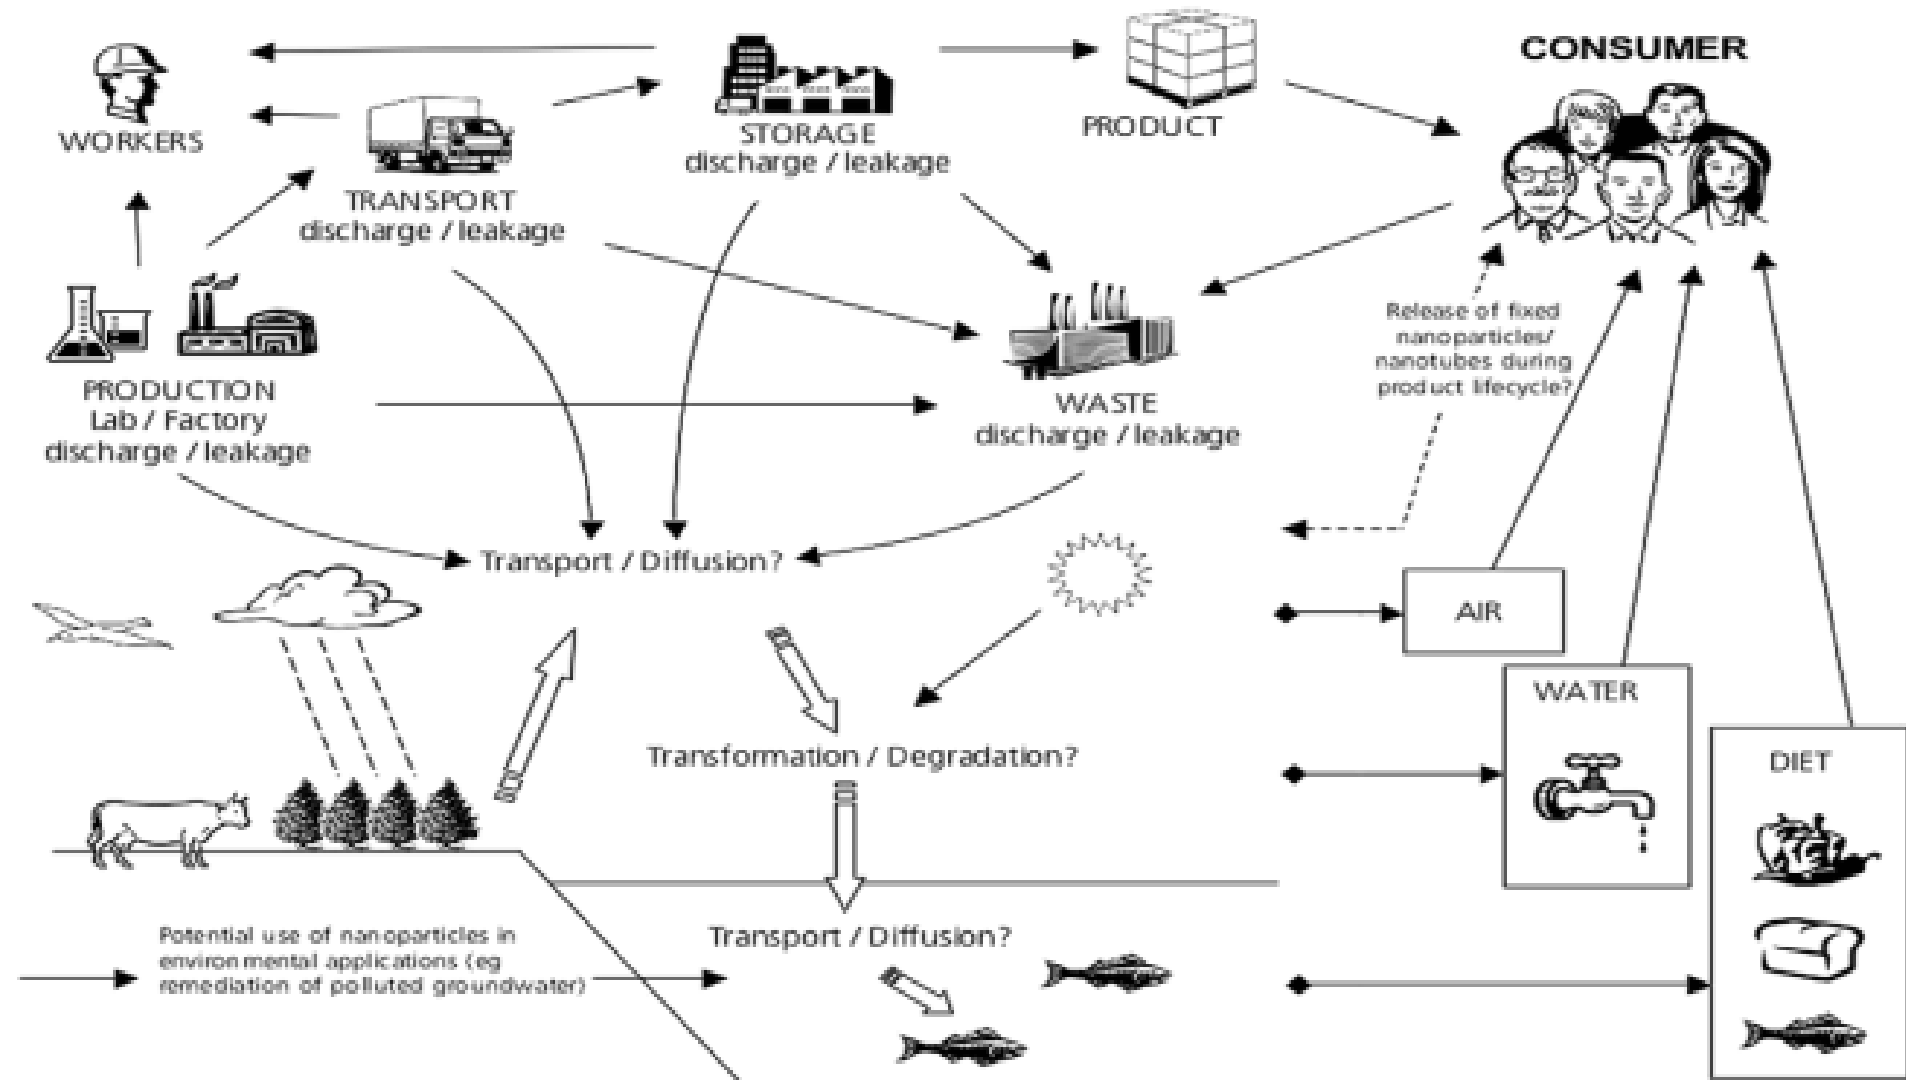 CONSUMER
WORKERS
STORAGE
discharge / leakage
PRODUCT
TRANSPORT
discharge / leakage
PRODUCTION
Lab / Factory
discharge / leakage
WASTE
discharge / leakage
Release of fixed
nanoparticles/
nanotubes during
product lifecycle?
Transport / Diffusion?
AIR
WATER
Transformation / Degradation?
DIET
Potential use of nanoparticles in
environmental applications (eg
remediation of polluted groundwater)
Transport / Diffusion?